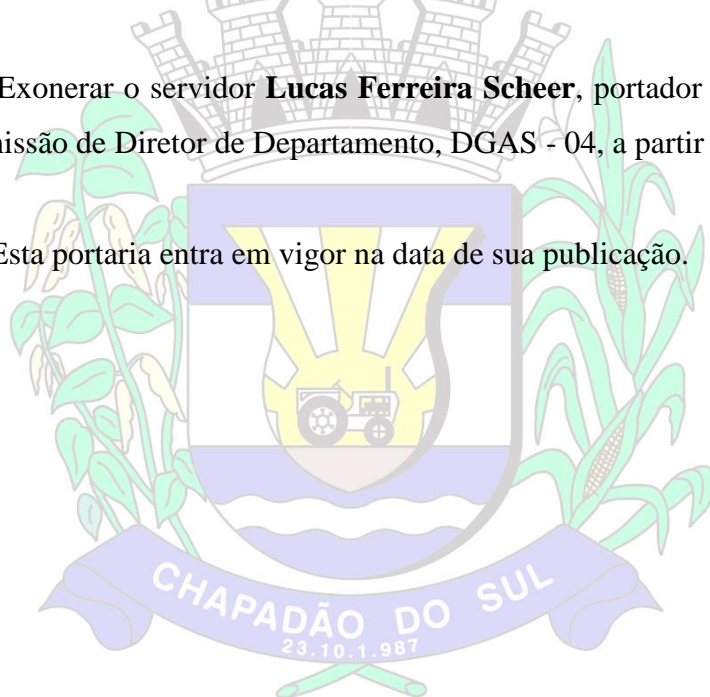 Exonerar o servidor Lucas Ferreira Scheer, portador
issão de Diretor de Departamento, DGAS - 04, a partir
Esta portaria entra em vigor na data de sua publicação.
CHAPADÃO DO SUL
23.10.1.987